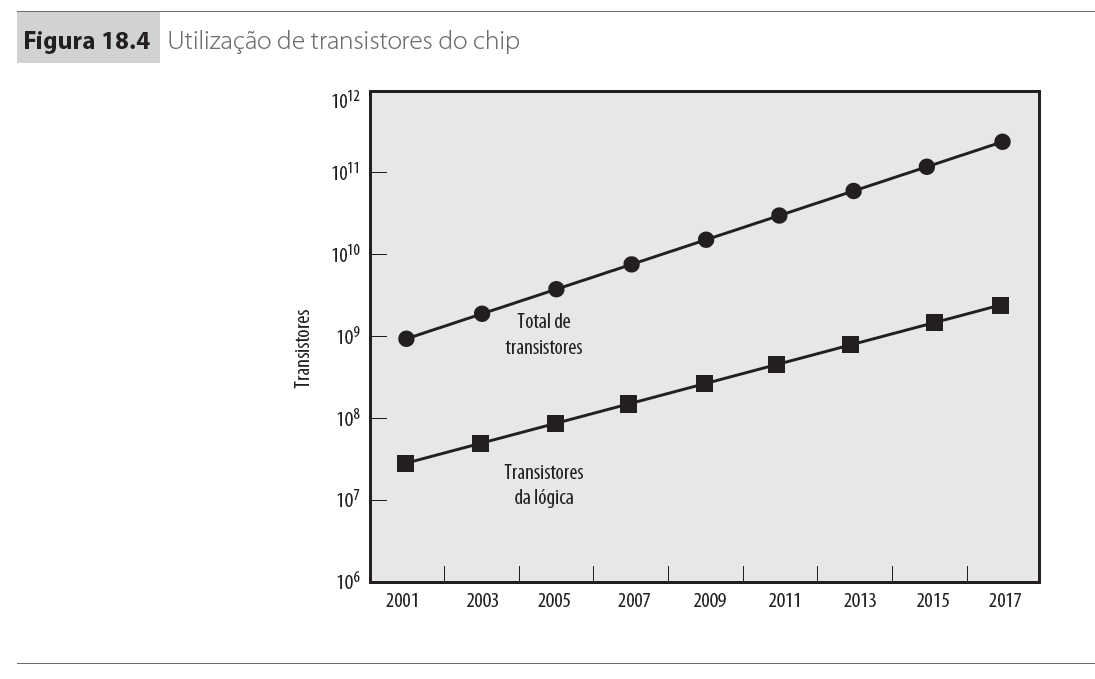 Figura 18.4 Utilização de transistores do chip
10¹²
10¹¹
10¹⁰
10⁹
10⁸
10⁷
10⁶
Transistores
Total de
transistores
Transistores
da lógica
2001 2003 2005 2007 2009 2011 2013 2015 2017